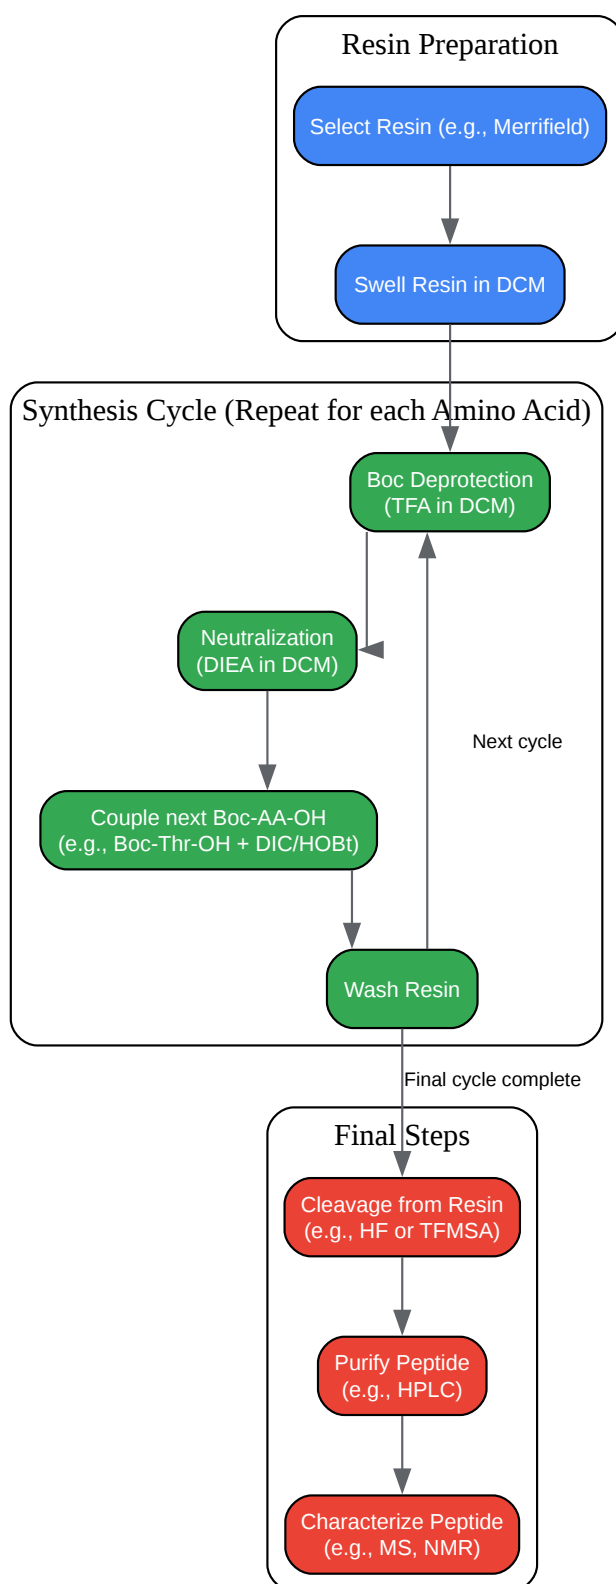 Resin Preparation
Select Resin (e.g., Merrifield)
Swell Resin in DCM
Synthesis Cycle (Repeat for each Amino Acid)
Boc Deprotection
(TFA in DCM)
Neutralization
(DIEA in DCM)
Next cycle
Couple next Boc-AA-OH
(e.g., Boc-Thr-OH + DIC/HOBt)
Wash Resin
Final cycle complete
Final Steps
Cleavage from Resin
(e.g., HF or TFMSA)
Purify Peptide
(e.g., HPLC)
Characterize Peptide
(e.g., MS, NMR)